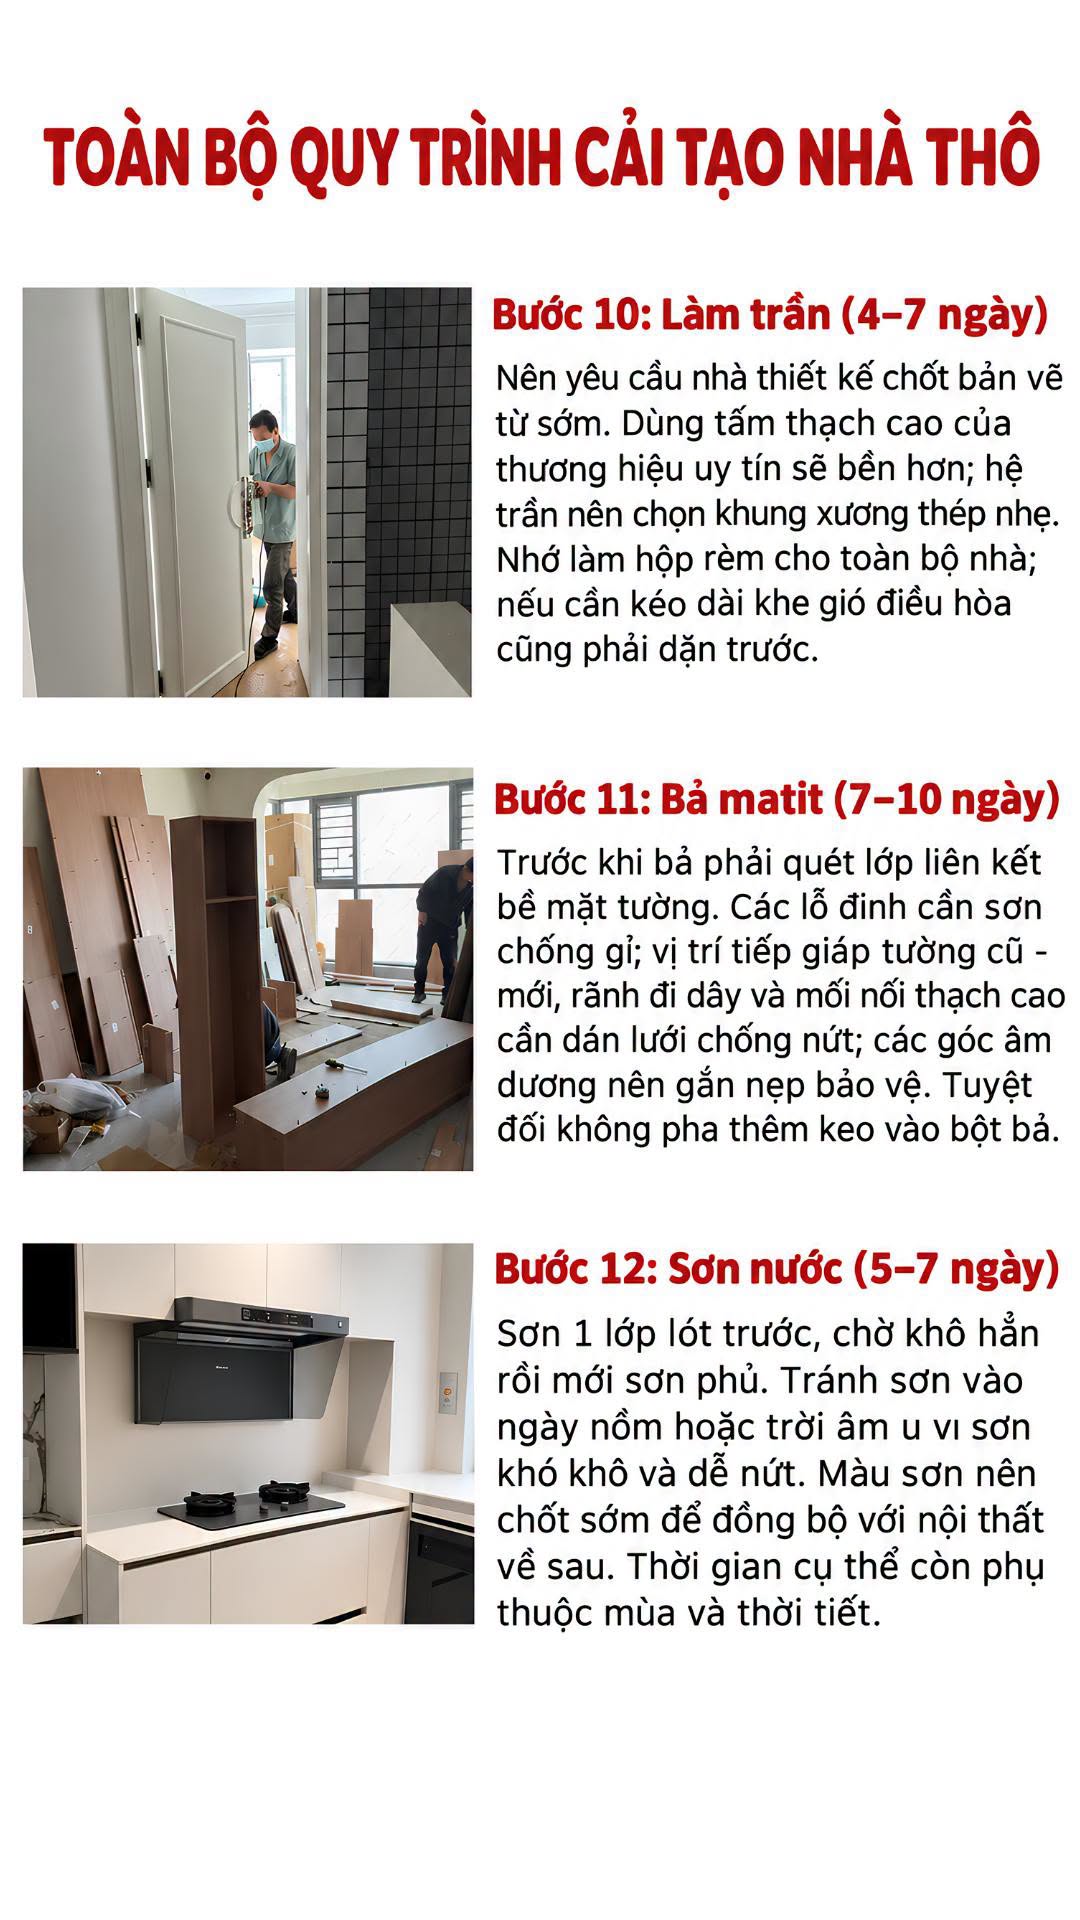 TOÀN BỘ QUY TRÌNH CẢI TẠO NHÀ THÔ
Bước 10: Làm trần (4–7 ngày)
Nên yêu cầu nhà thiết kế chốt bản vẽ
từ sớm. Dùng tấm thạch cao của
thương hiệu uy tín sẽ bền hơn; hệ
trần nên chọn khung xương thép nhẹ.
Nhớ làm hộp rèm cho toàn bộ nhà;
nếu cần kéo dài khe gió điều hòa
cũng phải dặn trước.
Bước 11: Bả matit (7–10 ngày)
Trước khi bả phải quét lớp liên kết
bề mặt tường. Các lỗ đinh cần sơn
chống gỉ; vị trí tiếp giáp tường cũ -
mới, rãnh đi dây và mối nối thạch cao
cần dán lưới chống nứt; các góc âm
dương nên gắn nẹp bảo vệ. Tuyệt
đối không pha thêm keo vào bột bả.
Bước 12: Sơn nước (5–7 ngày)
Sơn 1 lớp lót trước, chờ khô hẳn
rồi mới sơn phủ. Tránh sơn vào
ngày nồm hoặc trời âm u vı sơn
khó khô và dễ nứt. Màu sơn nên
chốt sớm để đồng bộ với nội thất
về sau. Thời gian cụ thể còn phụ
thuộc mùa và thời tiết.